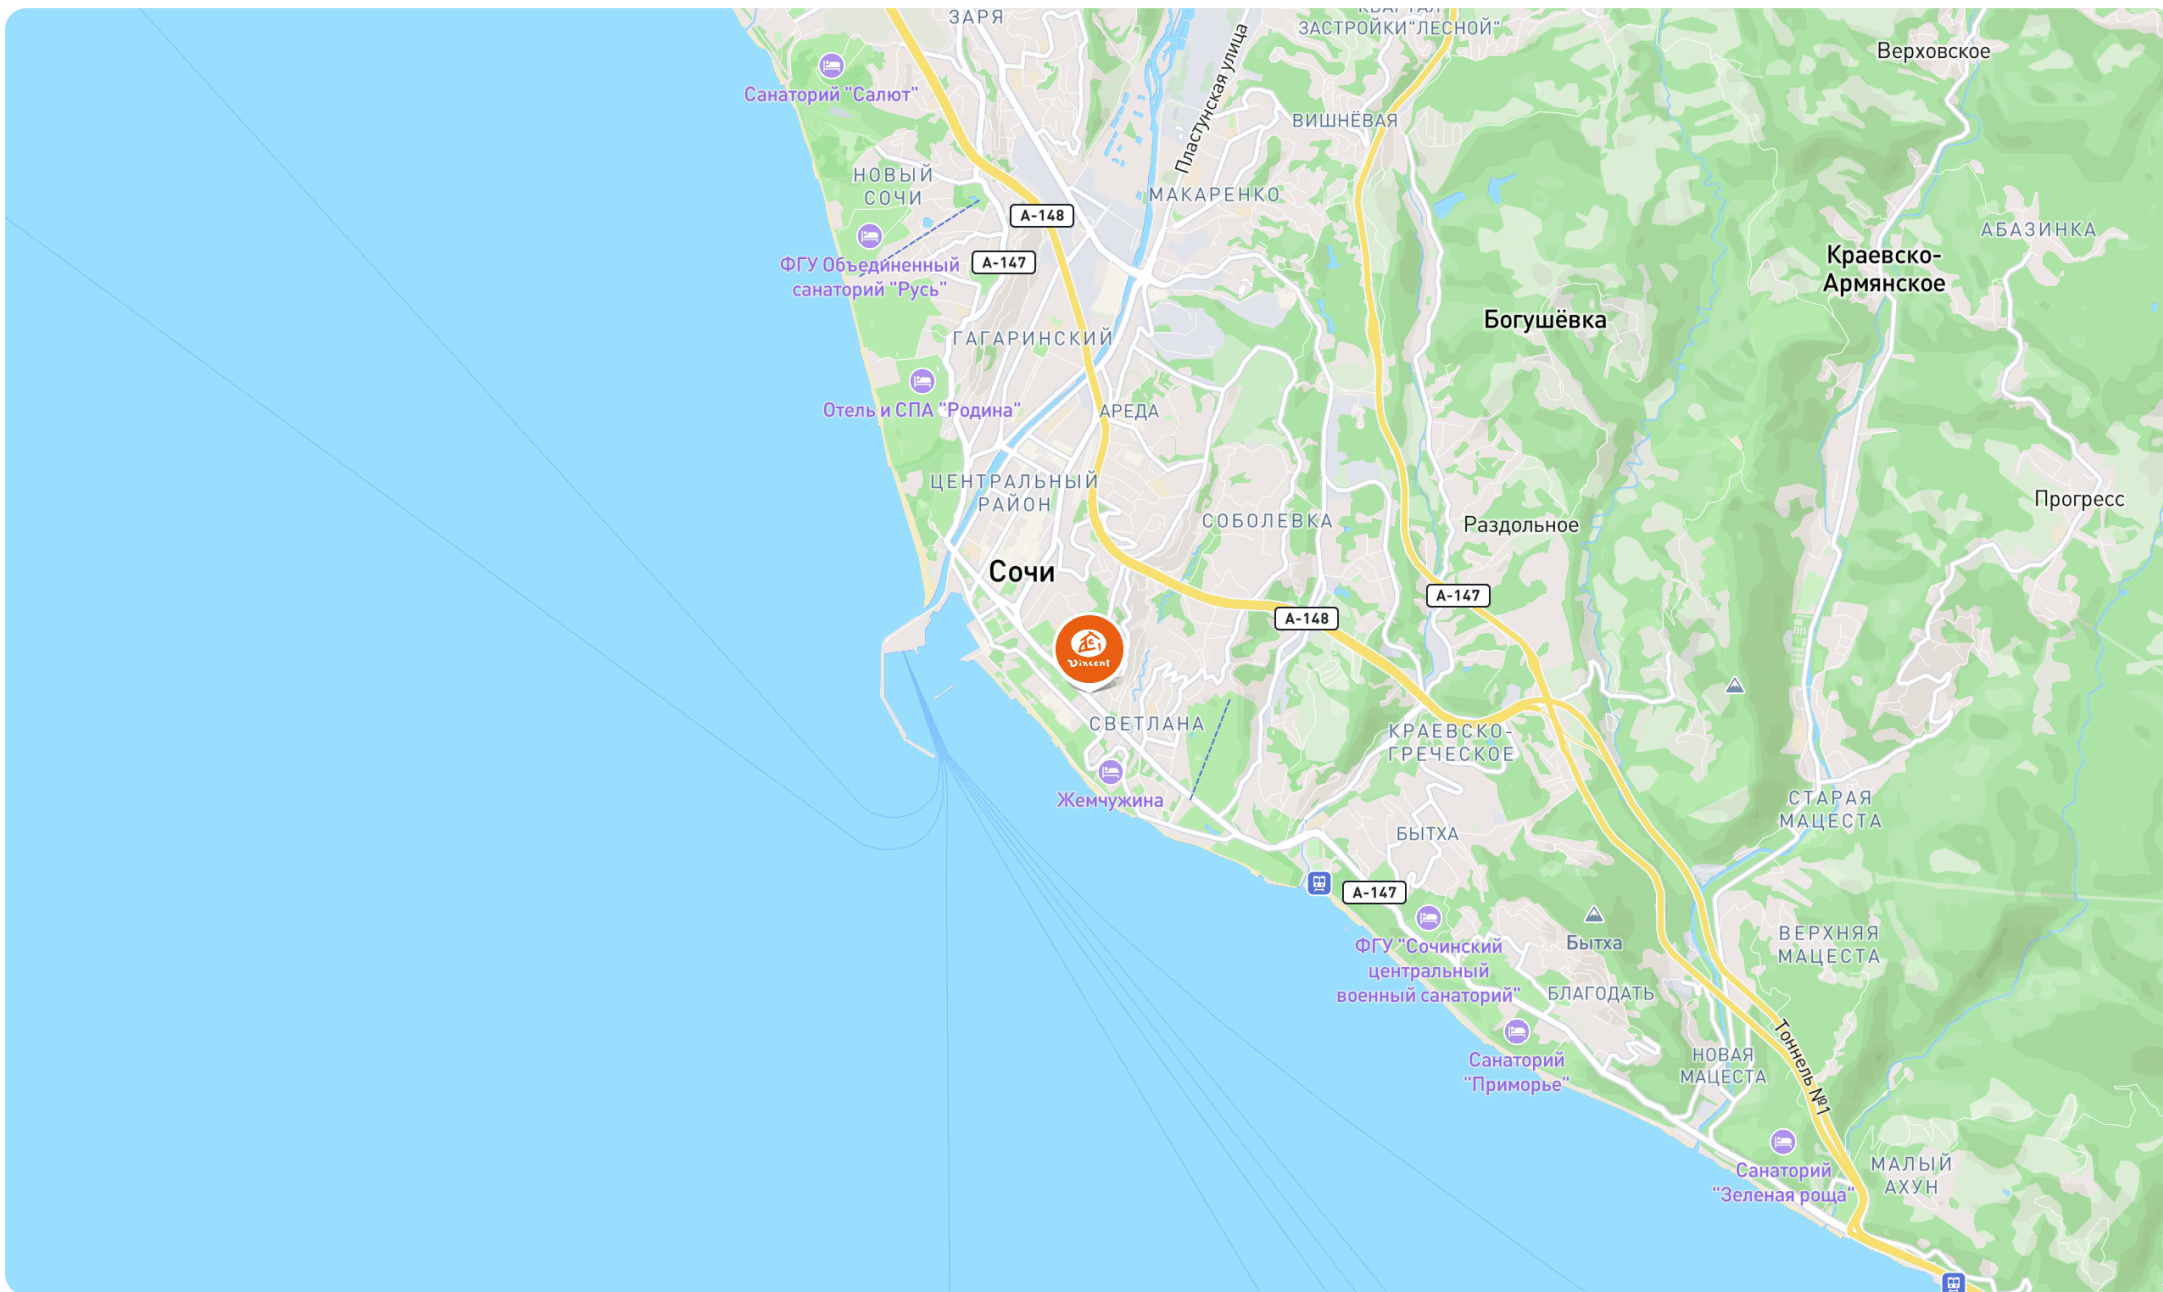 ЗАРЯ
КВАРТАЛ
ЗАСТРОЙКИ"ЛЕСНОЙ"
Верховское
Санаторий "Салют"
Пластунская улица
ВИШНЁВАЯ
НОВЫЙ
СОЧИ
МАКАРЕНКО
А-148
АБАЗИНКА
А-147
ФГУ Объединенный
санаторий "Русь"
Краевско-
Армянское
Богушёвка
ГАГАРИНСКИЙ
Отель и СПА "Родина"
АРЕДА
ЦЕНТРАЛЬНЫЙ
РАЙОН
Прогресс
СОБОЛЕВКА
Раздольное
Сочи
А-147
А-148
Vincent
СВЕТЛАНА
КРАЕВСКО-
ГРЕЧЕСКОЕ
Жемчужина
СТАРАЯ
МАЦЕСТА
БЫТХА
А-147
ФГУ "Сочинский
центральный
военный санаторий"
Бытха
ВЕРХНЯЯ
МАЦЕСТА
БЛАГОДАТЬ
Санаторий
"Приморье"
НОВАЯ
МАЦЕСТА
Тоннель №1
Санаторий
"Зеленая роща"
МАЛЫЙ
АХУН